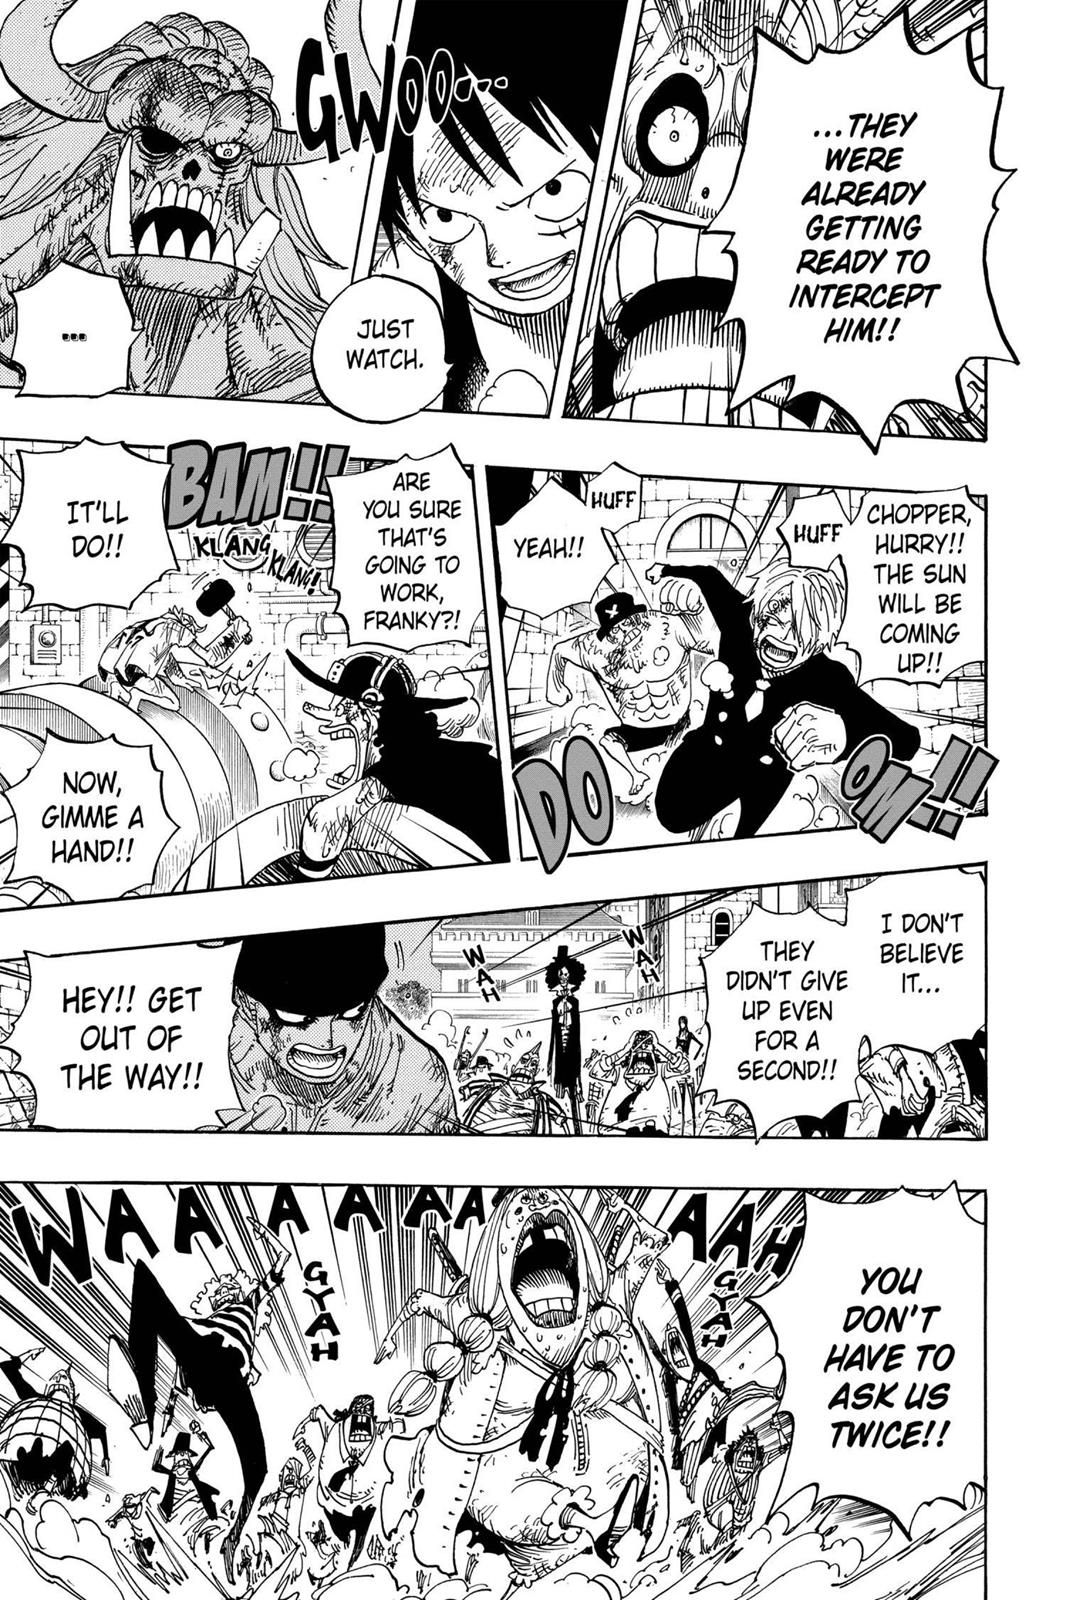 ...THEY
WERE
ALREADY
GETTING
READY TO
INTERCEPT
HIM!!
GWOO...
JUST
WATCH.
...
CHOPPER,
HURRY!!
THE SUN
WILL BE
COMING
UP!!
HUFF
HUFF
YEAH!!
DO
OM!!
ARE
YOU SURE
THAT'S
GOING TO
WORK,
FRANKY?!
BAM!!
KLANG
KLANG!
IT'LL
DO!!
NOW,
GIMME A
HAND!!
I DON'T
BELIEVE
IT...
THEY
DIDN'T GIVE
UP EVEN
FOR A
SECOND!!
WAH
WAH
HEY!! GET
OUT OF
THE WAY!!
YOU
DON'T
HAVE TO
ASK US
TWICE!!
WAAAAAAAAH
GYAH
GYAH